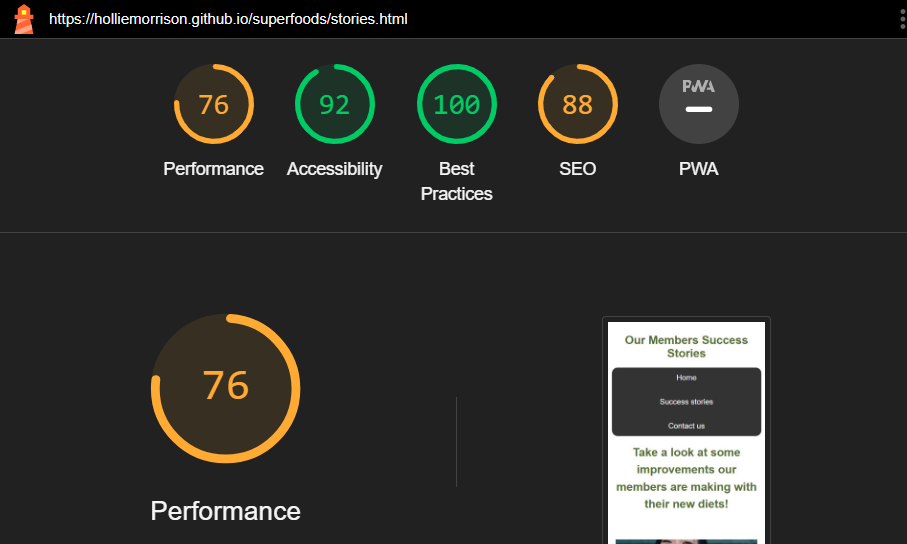 https://holliemorrison.github.io/superfoods/stories.html
76
92
100
88
PWA
Performance
Accessibility
Best
Practices
SEO
PWA
76
Performance
Our Members Success
Stories
Home
Success stories
Contact us
Take a look at some
improvements our
members are making with
their new diets!